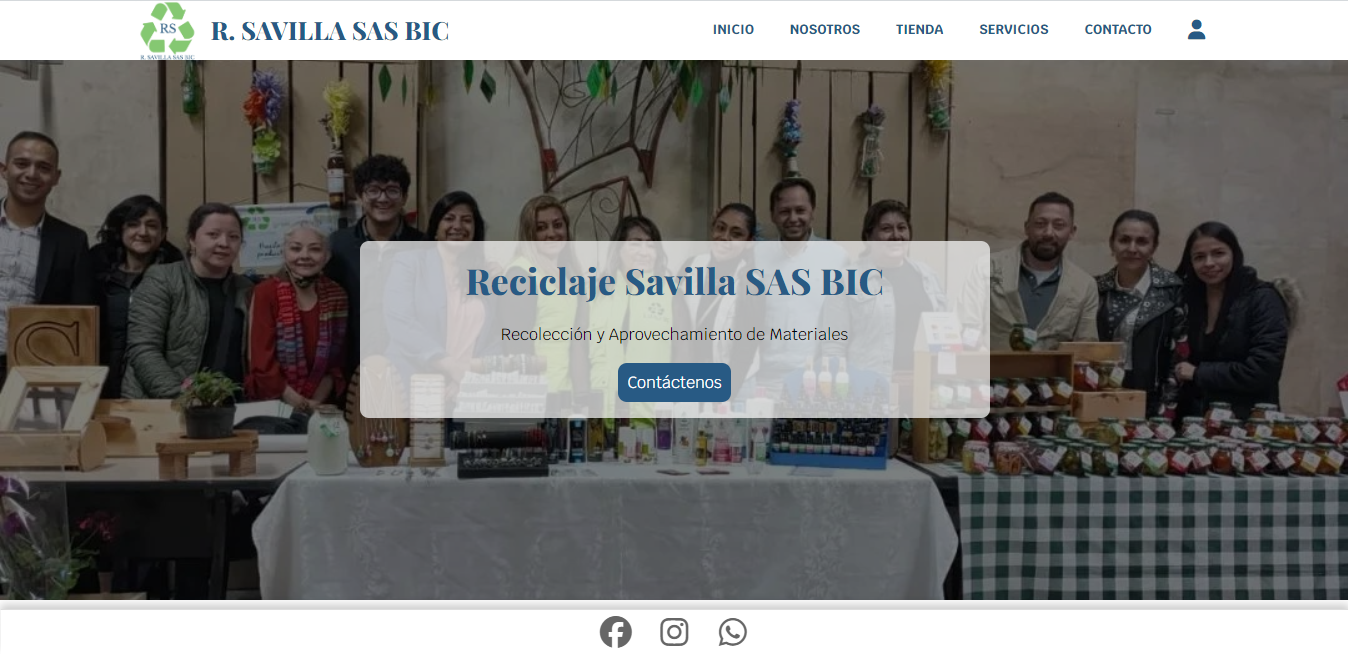 RS
R. SAVILLA SAS BIC
R. SAVILLA SAS BIC
INICIO
NOSOTROS
TIENDA
SERVICIOS
CONTACTO
Reciclaje Savilla SAS BIC
Recolección y Aprovechamiento de Materiales
Contáctenos